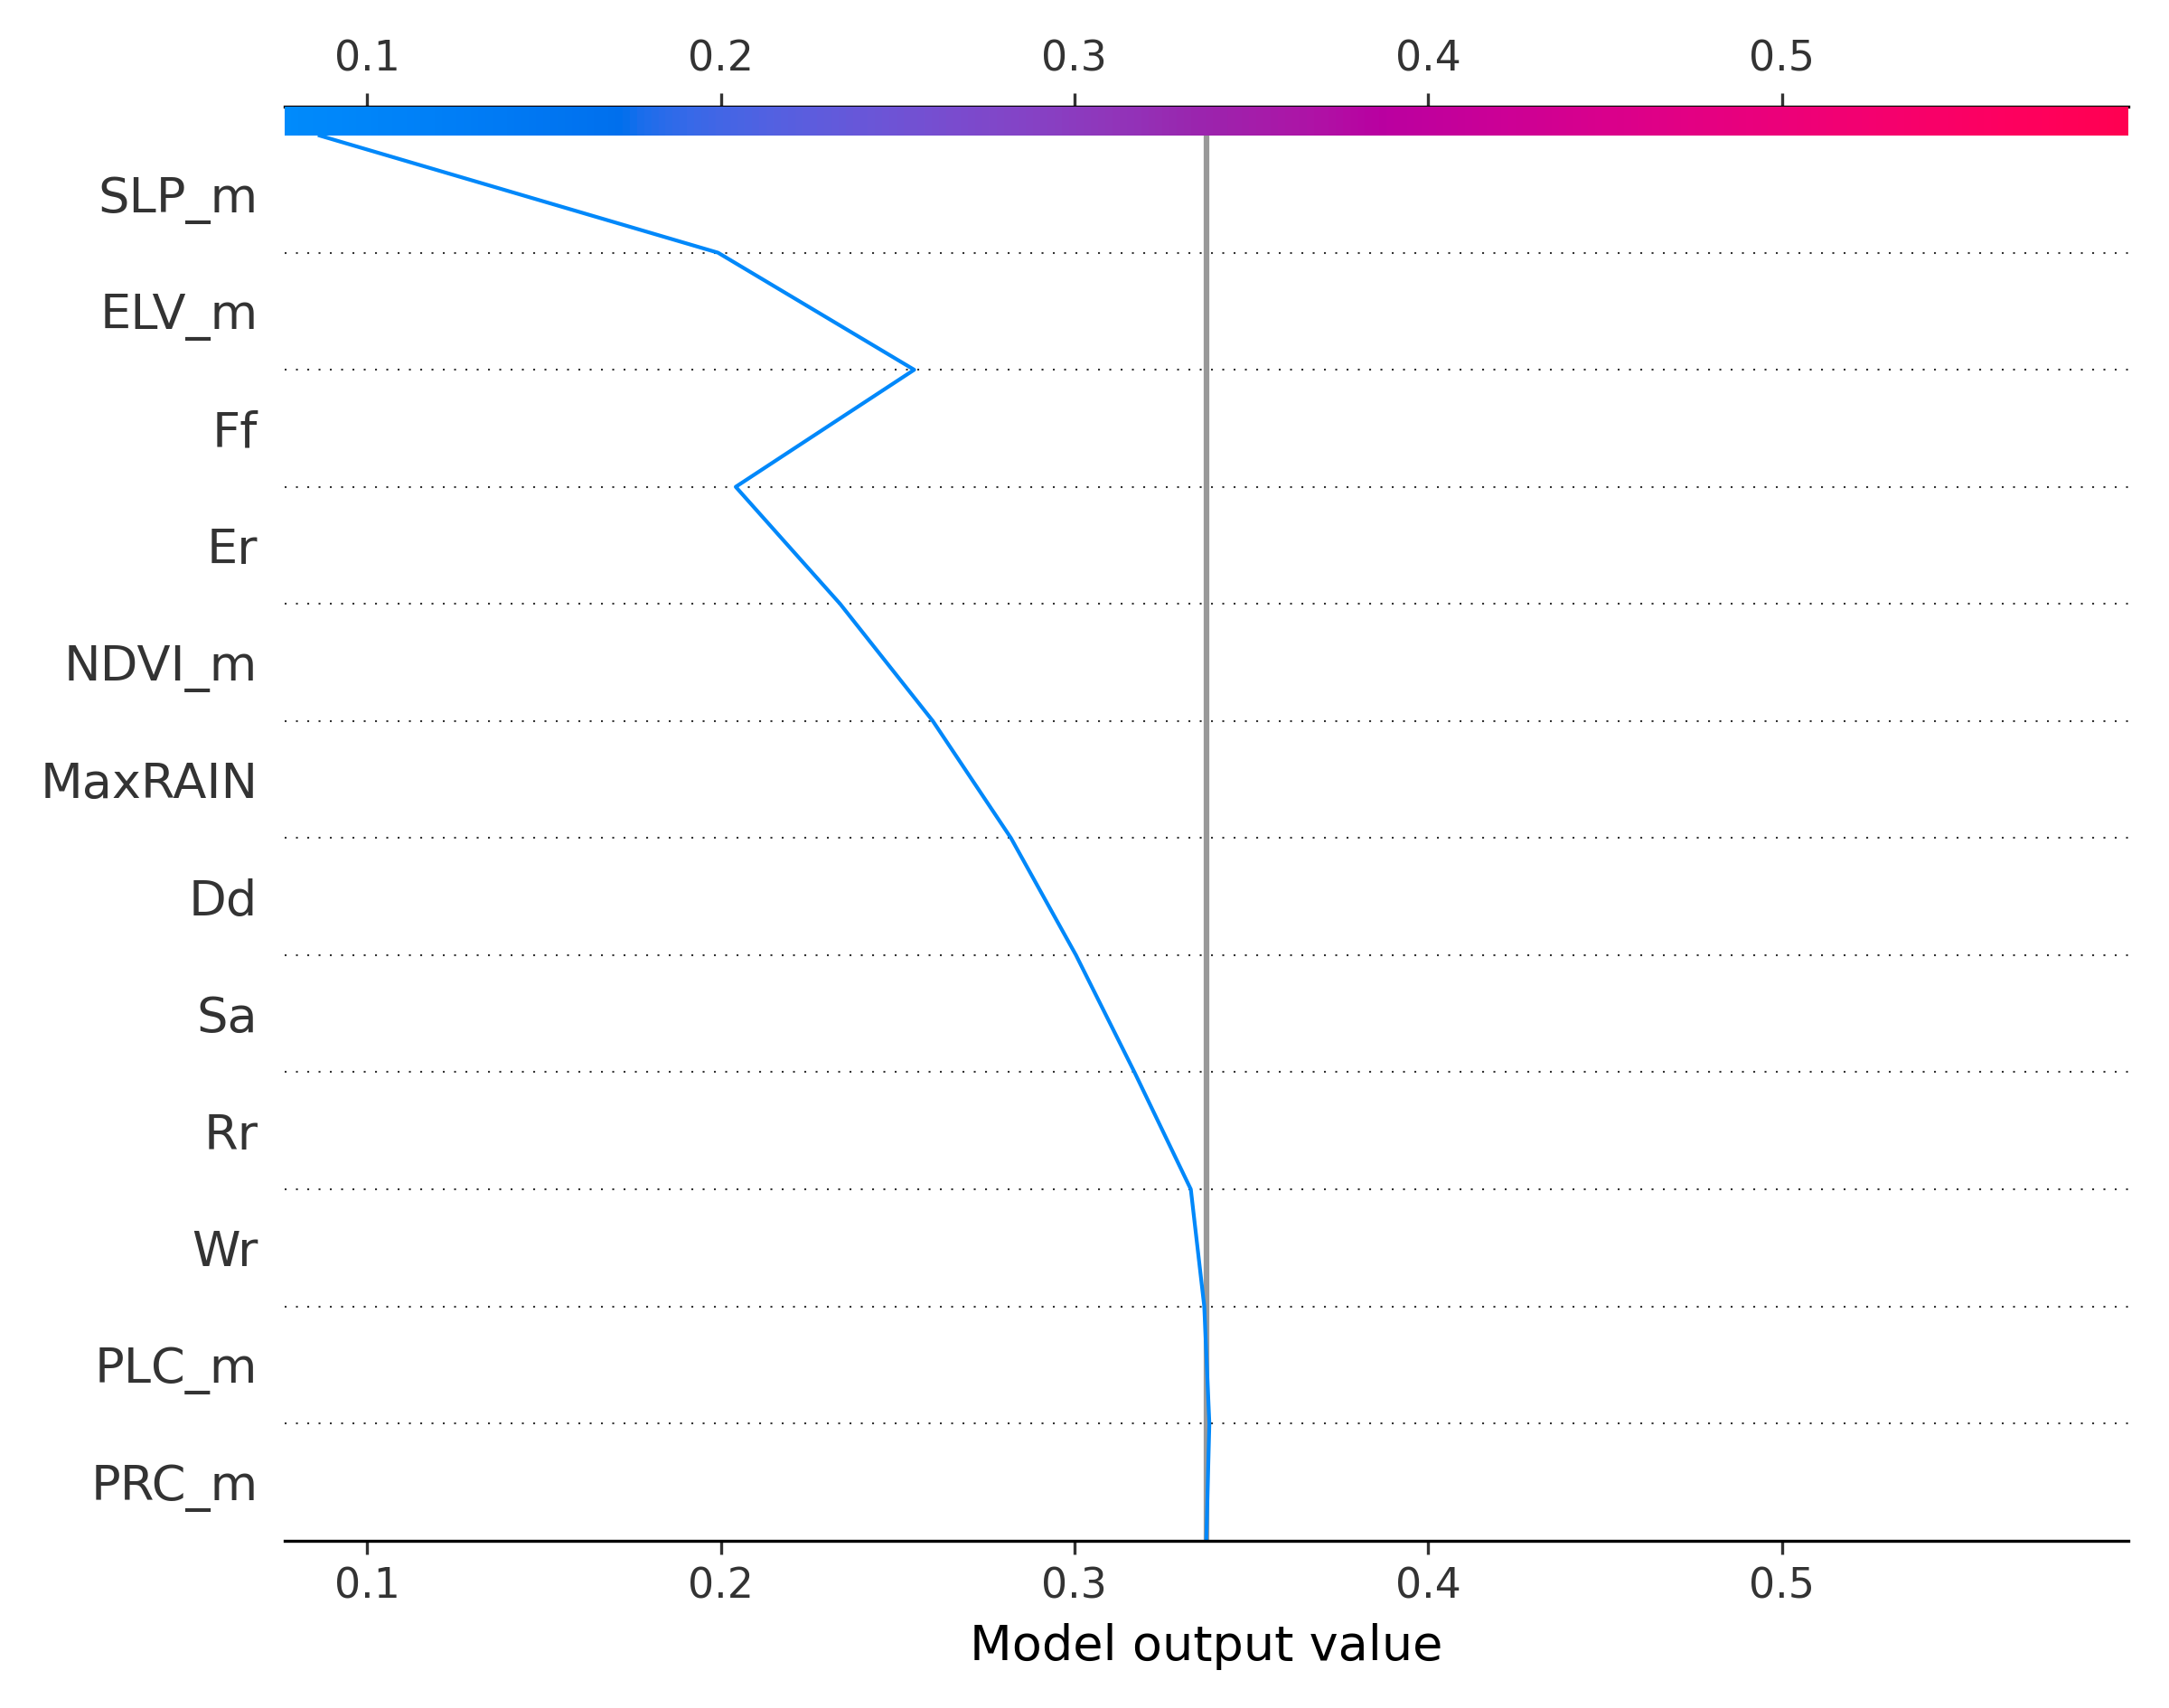 0.1 0.2 0.3 0.4 0.5
SLP_m
ELV_m
Ff
Er
NDVI_m
MaxRAIN
Dd
Sa
Rr
Wr
PLC_m
PRC_m
0.1 0.2 0.3 0.4 0.5
Model output value